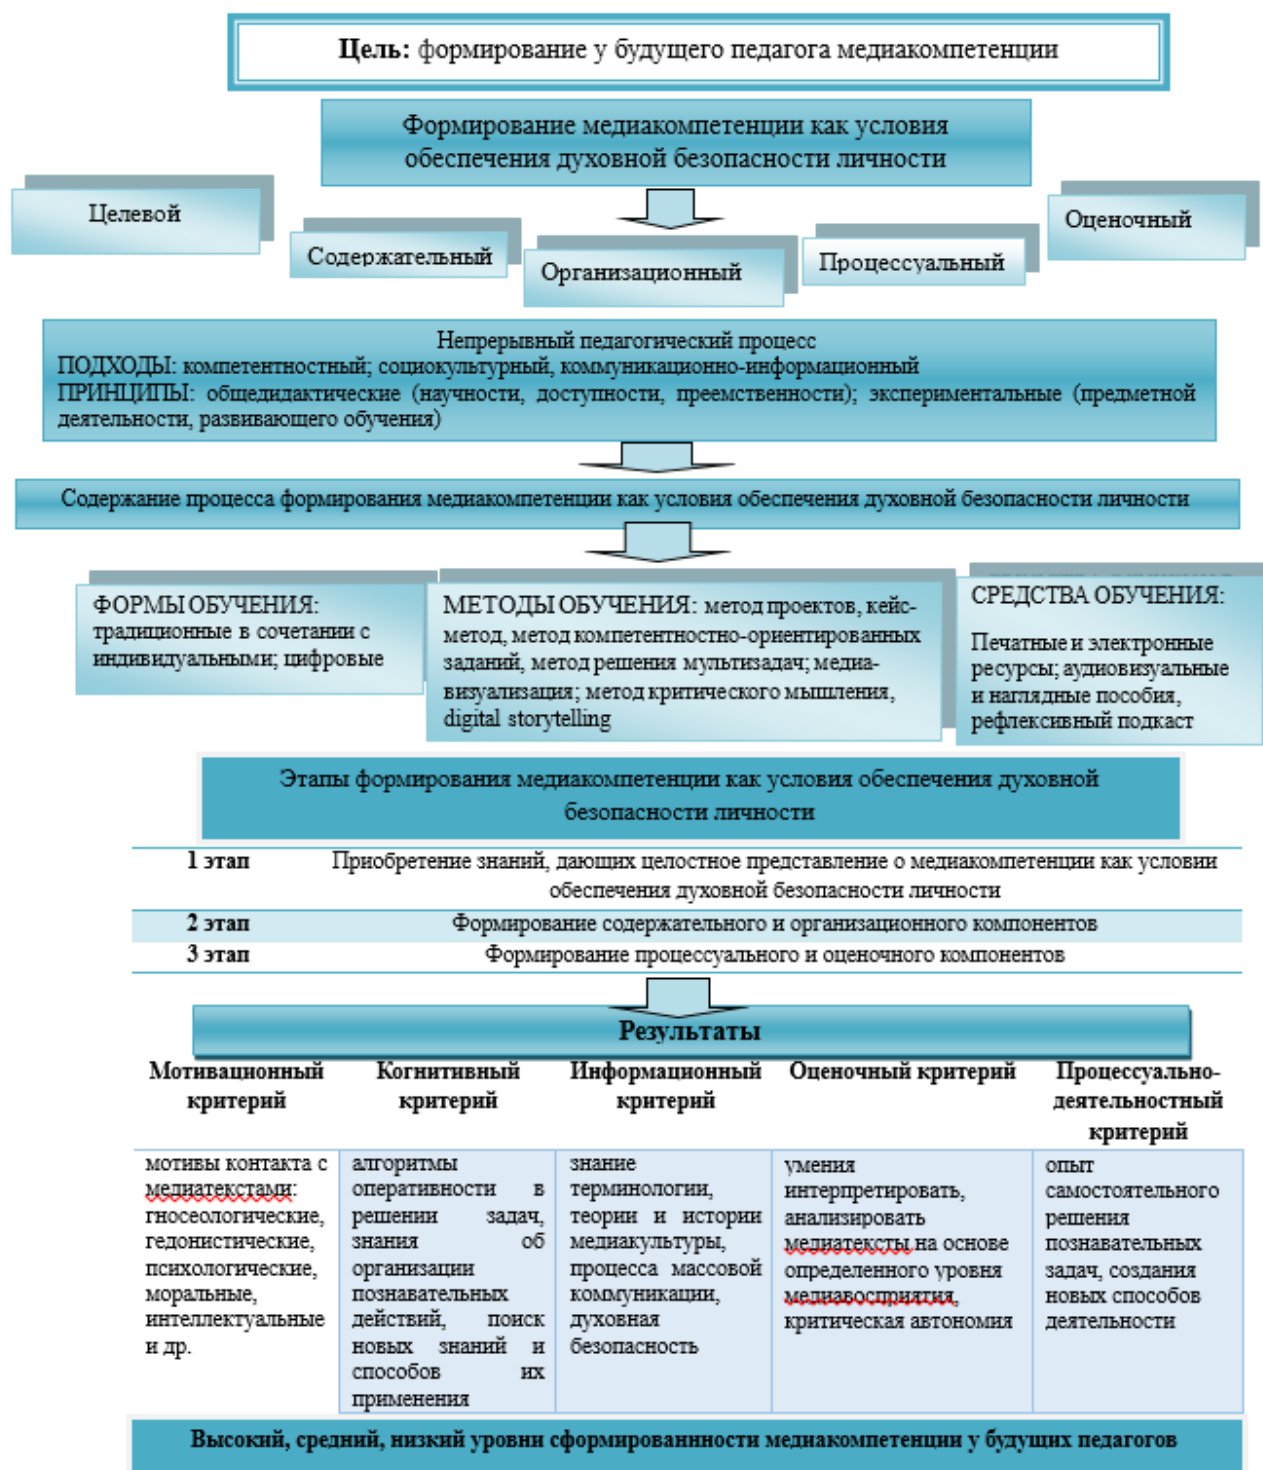 Цель: формирование у будущего педагога медиакомпетенции
Формирование медиакомпетенции как условия
обеспечения духовной безопасности личности
Целевой
Содержательный
Организационный
Процессуальный
Оценочный
Непрерывный педагогический процесс
ПОДХОДЫ: компетентностный; социокультурный, коммуникационно-информационный
ПРИНЦИПЫ: общедидактические (научности, доступности, преемственности); экспериментальные (предметной
деятельности, развивающего обучения)
Содержание процесса формирования медиакомпетенции как условия обеспечения духовной безопасности личности
ФОРМЫ ОБУЧЕНИЯ:
традиционные в сочетании с
индивидуальными; цифровые
МЕТОДЫ ОБУЧЕНИЯ: метод проектов, кейс-
метод, метод компетентностно-ориентированных
заданий, метод решения мультизадач; медиа-
визуализация; метод критического мышления,
digital storytelling
СРЕДСТВА ОБУЧЕНИЯ:
Печатные и электронные
ресурсы; аудиовизуальные
и наглядные пособия,
рефлексивный подкаст
Этапы формирования медиакомпетенции как условия обеспечения духовной
безопасности личности
1 этап Приобретение знаний, дающих целостное представление о медиакомпетенции как условии
обеспечения духовной безопасности личности
2 этап Формирование содержательного и организационного компонентов
3 этап Формирование процессуального и оценочного компонентов
Результаты
Мотивационный
критерий
Когнитивный
критерий
Информационный
критерий
Оценочный критерий
Процессуально-
деятельностный
критерий
мотивы контакта с
медиатекстами:
гносеологические,
гедонистические,
психологические,
моральные,
интеллектуальные
и др.
алгоритмы
оперативности в
решении задач,
знания об
организации
познавательных
действий, поиск
новых знаний и
способов их
применения
знание
терминологии,
теории и истории
медиакультуры,
процесса массовой
коммуникации,
духовная
безопасность
умения
интерпретировать,
анализировать
медиатексты на основе
определенного уровня
медиавосприятия,
критическая автономия
опыт
самостоятельного
решения
познавательных
задач, создания
новых способов
деятельности
Высокий, средний, низкий уровни сформированнности медиакомпетенции у будущих педагогов